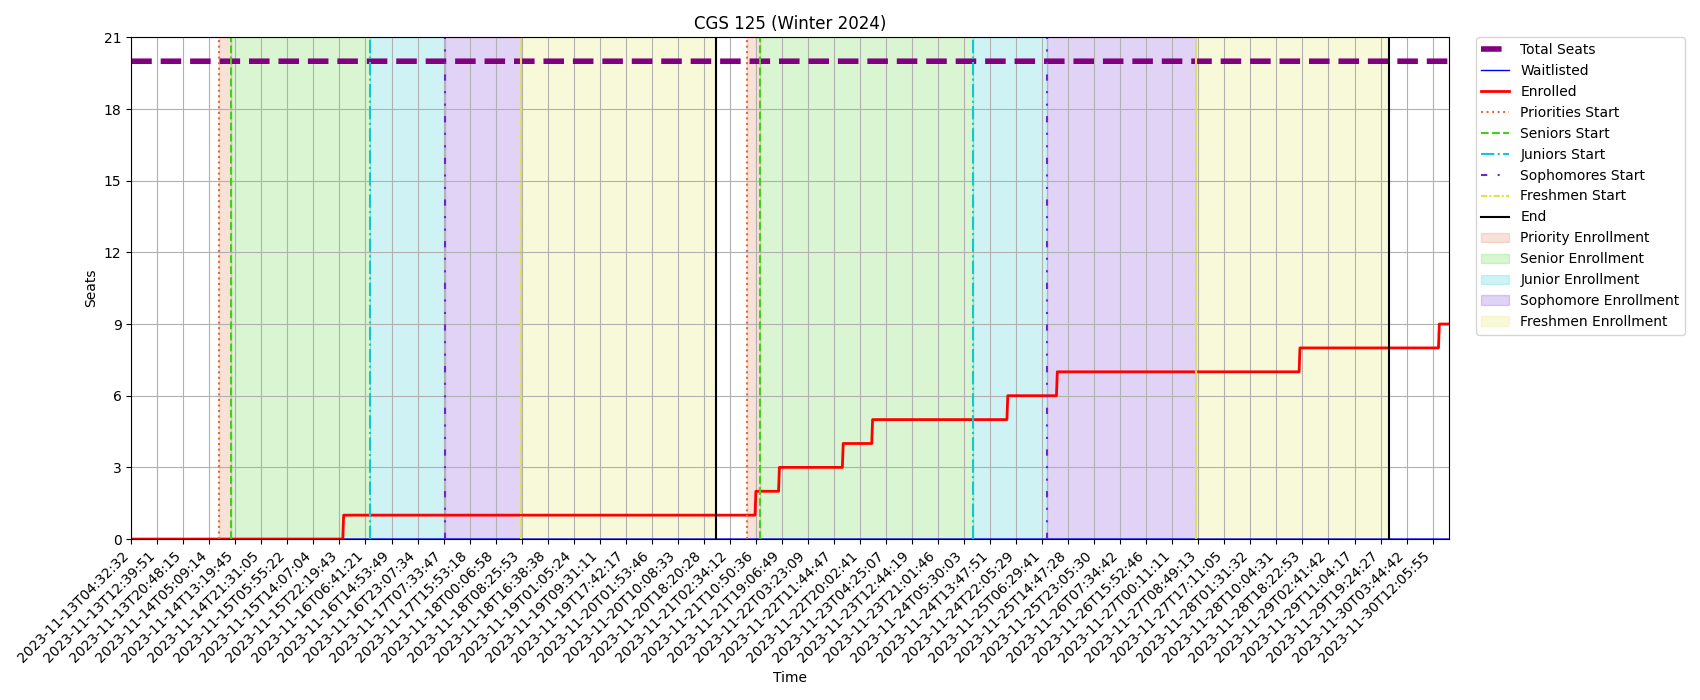 CGS 125 (Winter 2024)
Seats
21
18
15
12
9
6
3
0
2023-11-13T04:32:32
2023-11-13T12:39:51
2023-11-13T20:48:15
2023-11-14T05:09:14
2023-11-14T13:19:45
2023-11-14T21:31:05
2023-11-15T05:55:22
2023-11-15T14:07:04
2023-11-15T22:19:43
2023-11-16T06:41:21
2023-11-16T14:53:49
2023-11-16T23:07:34
2023-11-17T07:33:47
2023-11-17T15:53:18
2023-11-18T00:06:58
2023-11-18T08:25:53
2023-11-18T16:38:38
2023-11-19T01:05:24
2023-11-19T09:31:11
2023-11-19T17:42:17
2023-11-20T01:53:46
2023-11-20T10:08:33
2023-11-20T18:20:28
2023-11-21T02:34:12
2023-11-21T10:50:36
2023-11-21T19:06:49
2023-11-22T03:23:09
2023-11-22T11:44:47
2023-11-22T20:02:41
2023-11-23T04:25:07
2023-11-23T12:44:19
2023-11-23T21:01:46
2023-11-24T05:30:03
2023-11-24T13:47:51
2023-11-24T22:05:29
2023-11-25T06:29:41
2023-11-25T14:47:28
2023-11-25T23:05:30
2023-11-26T07:34:42
2023-11-26T15:52:46
2023-11-27T00:11:11
2023-11-27T08:49:13
2023-11-27T17:11:05
2023-11-28T01:31:32
2023-11-28T10:04:31
2023-11-28T18:22:53
2023-11-29T02:41:42
2023-11-29T11:04:17
2023-11-29T19:24:27
2023-11-30T03:44:42
2023-11-30T12:05:55
Time
Total Seats
Waitlisted
Enrolled
Priorities Start
Seniors Start
Juniors Start
Sophomores Start
Freshmen Start
End
Priority Enrollment
Senior Enrollment
Junior Enrollment
Sophomore Enrollment
Freshmen Enrollment